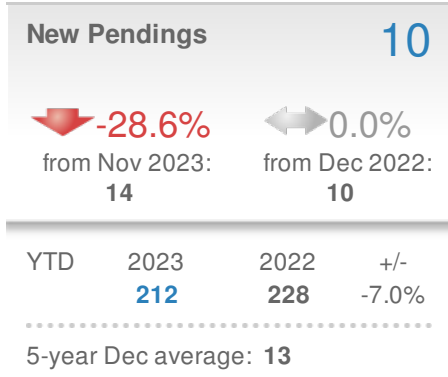 New Pendings 10
-28.6% 0.0%
from Nov 2023: from Dec 2022:
14 10
YTD 2023 2022 +/-
212 228 -7.0%
5-year Dec average: 13